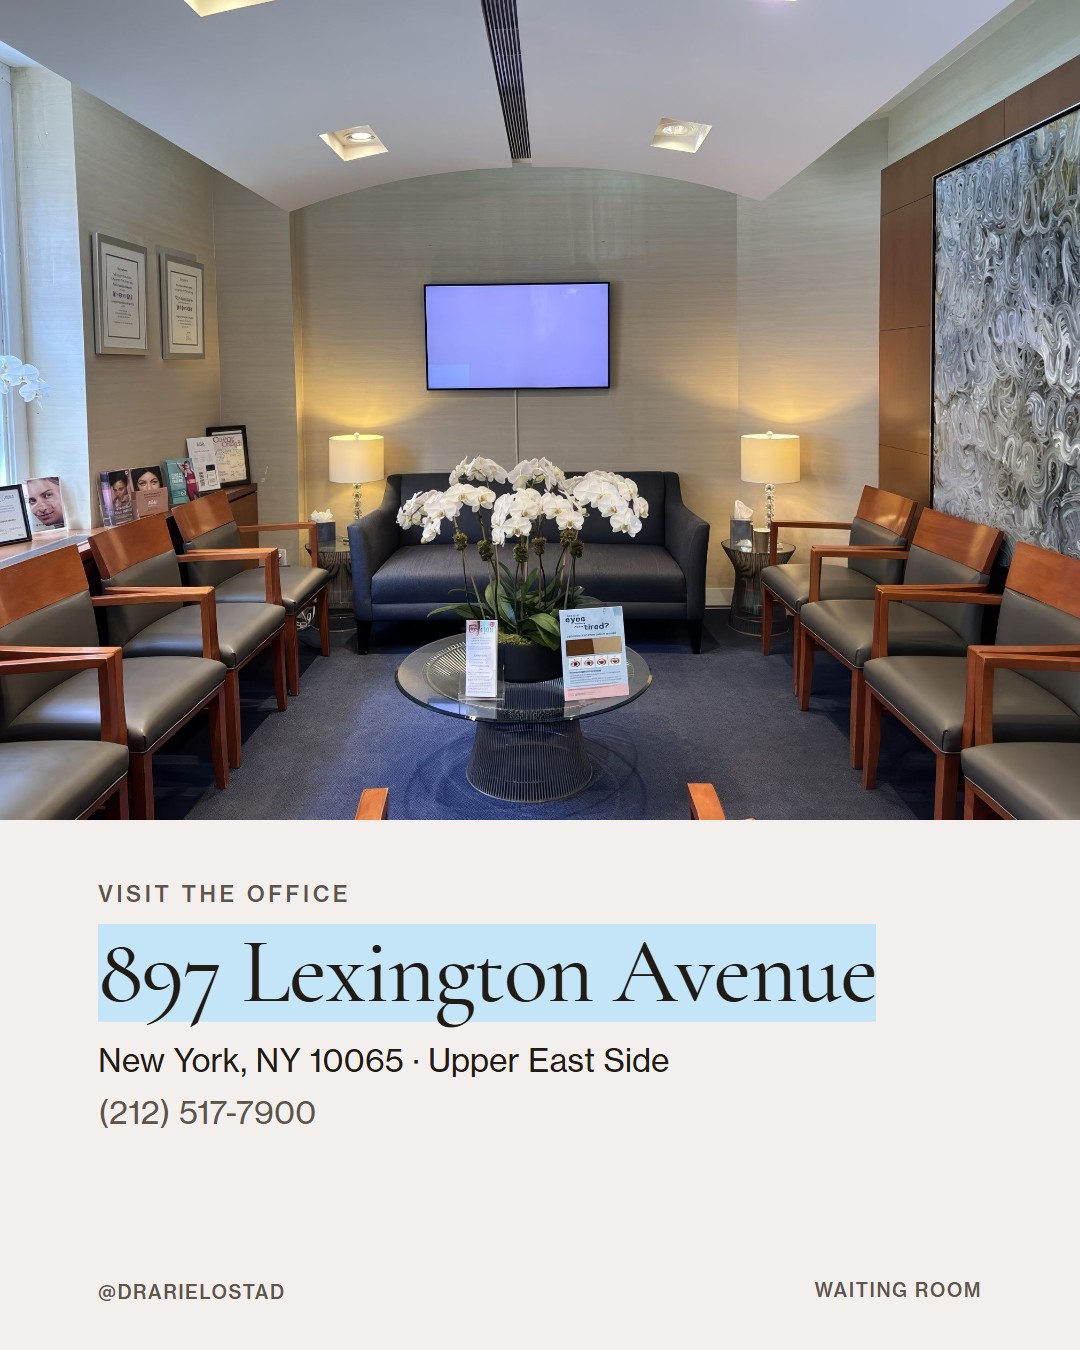 eyes
tired?
VISIT THE OFFICE
897 Lexington Avenue
New York, NY 10065 · Upper East Side
(212) 517-7900
@DRARIELOSTAD
WAITING ROOM